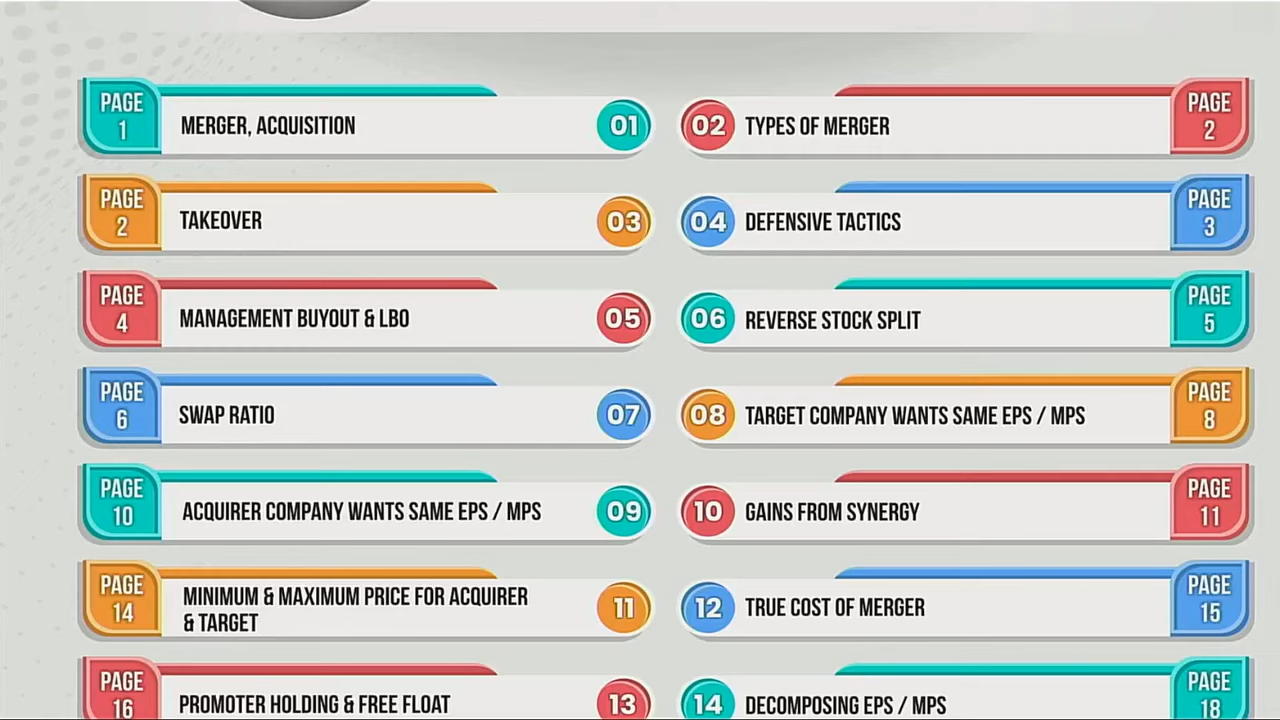 PAGE
1
MERGER, ACQUISITION
01
02
TYPES OF MERGER
PAGE
2
PAGE
2
TAKEOVER
03
04
DEFENSIVE TACTICS
PAGE
3
PAGE
4
MANAGEMENT BUYOUT & LBO
05
06
REVERSE STOCK SPLIT
PAGE
5
PAGE
6
SWAP RATIO
07
08
TARGET COMPANY WANTS SAME EPS / MPS
PAGE
8
PAGE
10
ACQUIRER COMPANY WANTS SAME EPS / MPS
09
10
GAINS FROM SYNERGY
PAGE
11
PAGE
14
MINIMUM & MAXIMUM PRICE FOR ACQUIRER
& TARGET
11
12
TRUE COST OF MERGER
PAGE
15
PAGE
16
PROMOTER HOLDING & FREE FLOAT
13
14
DECOMPOSING EPS / MPS
PAGE
18